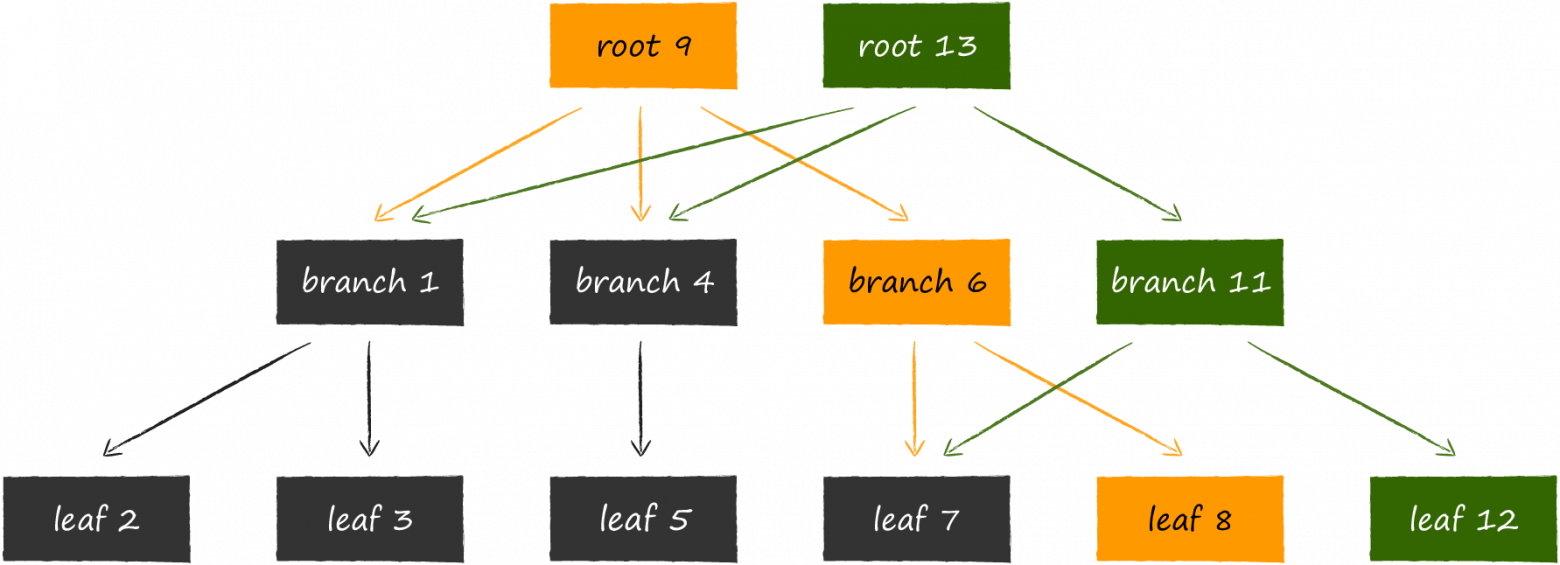 root 9
root 13
branch 1
branch 4
branch 6
branch 11
leaf 2
leaf 3
leaf 5
leaf 7
leaf 8
leaf 12